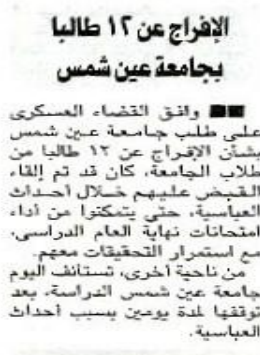 الإفراج عن ١٢ طالبا
بجامعة عين شمس
وافق القضاء العسكرى
على طلب جامعة عين شمس
بشأن الإفراج عن ١٢ طالبا من
طلاب الجامعة، كان قد تم إلقاء
القبض عليهم خلال أحداث
العباسية، حتي يتمكنوا من أداء
امتحانات نهاية العام الدراسى،
مع استمرار التحقيقات معهم.
من ناحية أخرى، تستأنف اليوم
جامعة عين شمس الدراسة، بعد
توقفها لمدة يومين بسبب أحداث
العباسية.